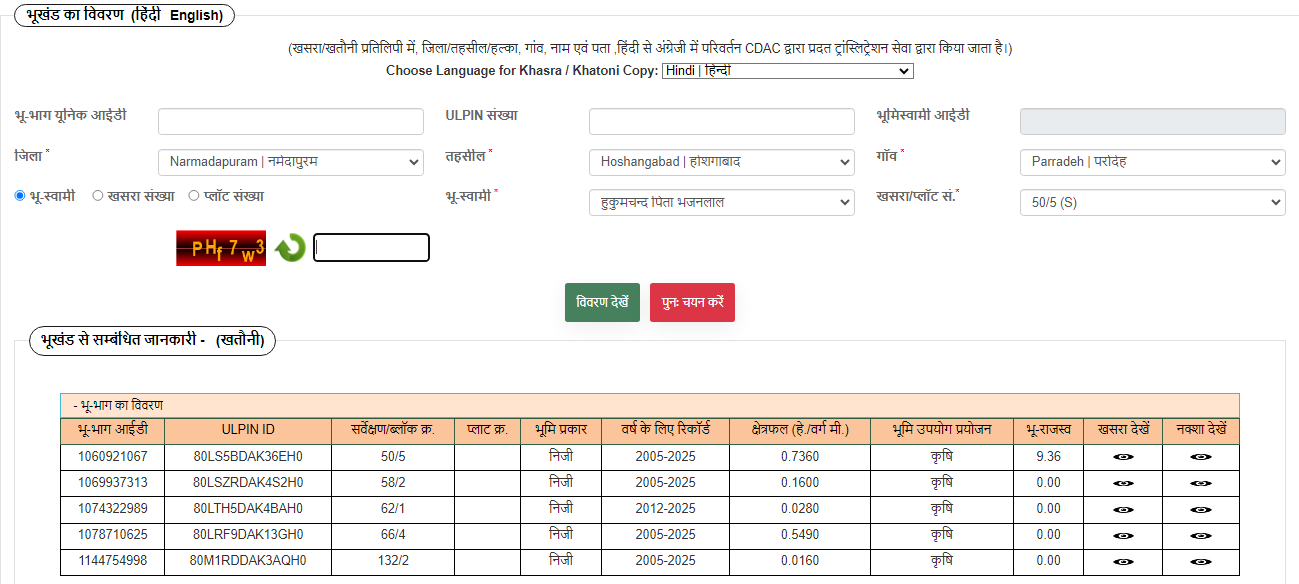 भूखंड का विवरण (हिंदी English)
(खसरा/खतौनी प्रतिलिपी में, जिला/तहसील/हल्का, गांव, नाम एवं पता ,हिंदी से अंग्रेजी में परिवर्तन CDAC द्वारा प्रदत ट्रांस्लिट्रेशन सेवा द्वारा किया जाता है।)
Choose Language for Khasra / Khatoni Copy: Hindi | हिन्दी
भू-भाग यूनिक आईडी ULPIN संख्या भूमिस्वामी आईडी
जिला * Narmadapuram | नर्मदापुरम तहसील * Hoshangabad | होशंगाबाद गाँव * Parradeh | परादेह
भू-स्वामी खसरा संख्या प्लॉट संख्या भू-स्वामी * हुकुमचन्द पिता भजनलाल खसरा/प्लॉट सं.* 50/5 (S)
PHf7w3
विवरण देखें पुनः चयन करें
भूखंड से सम्बंधित जानकारी - (खतौनी)
- भू-भाग का विवरण
भू-भाग आईडी ULPIN ID सर्वेक्षण/ब्लॉक क्र. प्लाट क्र. भूमि प्रकार वर्ष के लिए रिकॉर्ड क्षेत्रफल (हे./वर्ग मी.) भूमि उपयोग प्रयोजन भू-राजस्व खसरा देखें नक्शा देखें
1060921067 80LS5BDAK36EH0 50/5 निजी 2005-2025 0.7360 कृषि 9.36
1069937313 80LSZRDAK4S2H0 58/2 निजी 2005-2025 0.1600 कृषि 0.00
1074322989 80LTH5DAK4BAH0 62/1 निजी 2012-2025 0.0280 कृषि 0.00
1078710625 80LRF9DAK13GH0 66/4 निजी 2005-2025 0.5490 कृषि 0.00
1144754998 80M1RDDAK3AQH0 132/2 निजी 2005-2025 0.0160 कृषि 0.00